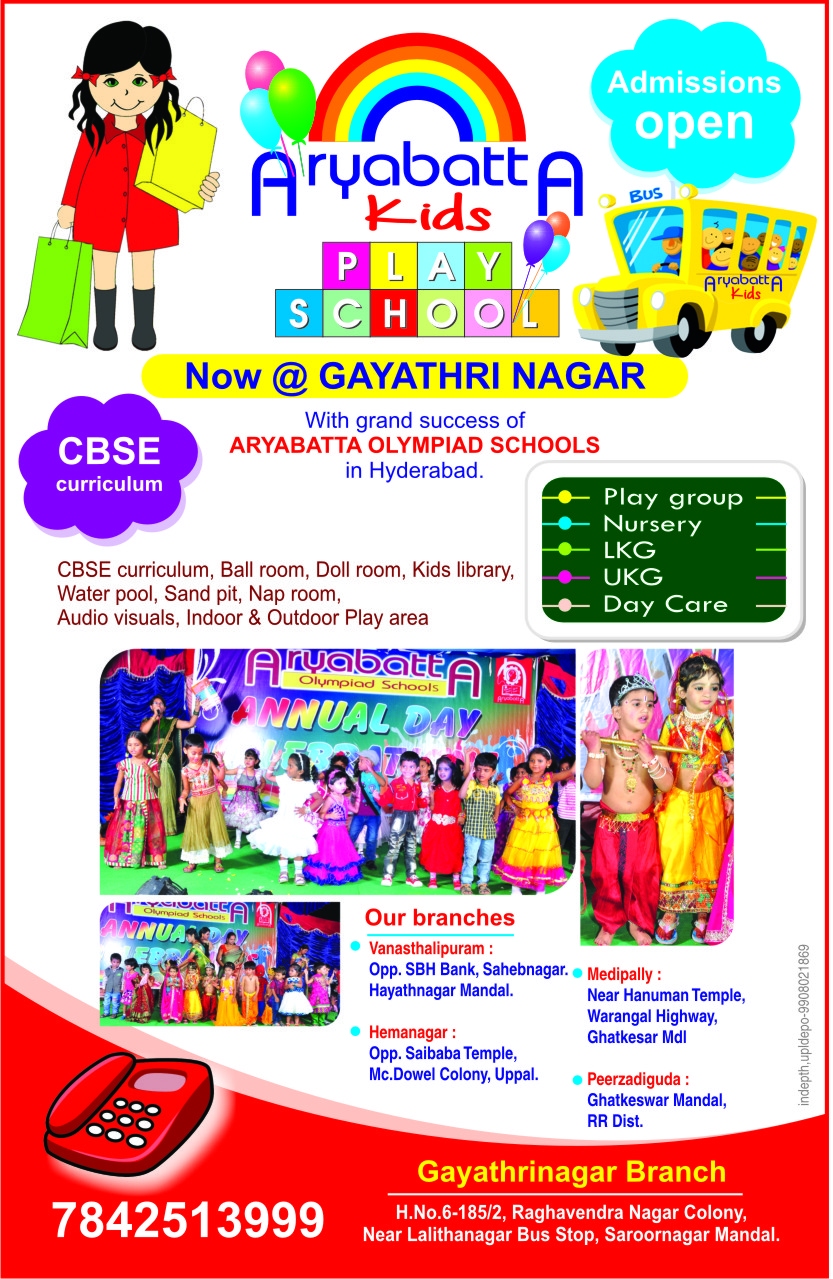 Admissions
open
AryabattA
Kids
PLAY
SCHOOL
BUS
AryabattA
Kids
Now @ GAYATHRI NAGAR
With grand success of
ARYABATTA OLYMPIAD SCHOOLS
in Hyderabad.
CBSE
curriculum
Play group
Nursery
LKG
UKG
Day Care
CBSE curriculum, Ball room, Doll room, Kids library,
Water pool, Sand pit, Nap room,
Audio visuals, Indoor & Outdoor Play area
AryabattA
Olympiad Schools
AryabattA
ANNUAL DAY
AryabattA
Olympiad Schools
ANNUAL DAY
Our branches
Vanasthalipuram :
Opp. SBH Bank, Sahebnagar.
Hayathnagar Mandal.
Hemanagar :
Opp. Saibaba Temple,
Mc.Dowel Colony, Uppal.
Medipally :
Near Hanuman Temple,
Warangal Highway,
Ghatkesar Mdl
Peerzadiguda :
Ghatkeswar Mandal,
RR Dist.
indepth,upldepo-9908021869
7842513999
Gayathrinagar Branch
H.No.6-185/2, Raghavendra Nagar Colony,
Near Lalithanagar Bus Stop, Saroornagar Mandal.